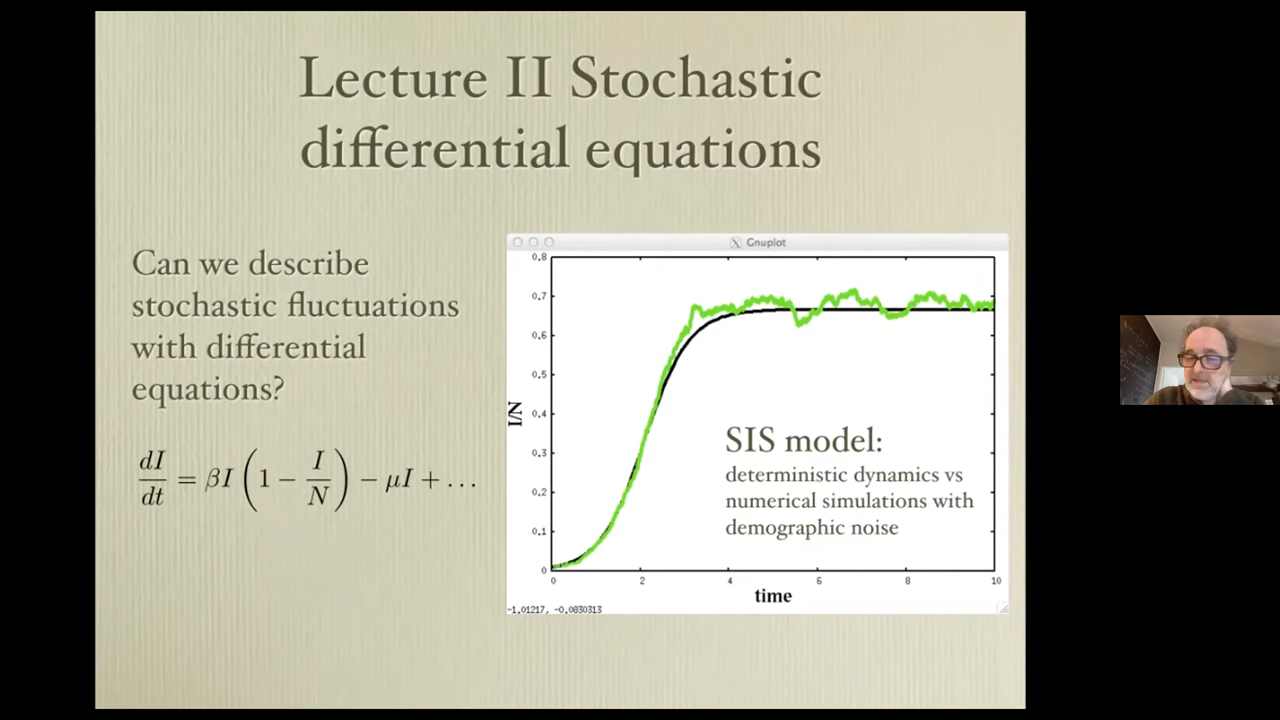 Lecture II Stochastic
differential equations
Can we describe
stochastic fluctuations
with differential
equations?
dI/dt = βI (1 − I/N) − μI + ...
Gnuplot
0.8
0.7
0.6
0.5
0.4
0.3
0.2
0.1
0
I/N
SIS model:
deterministic dynamics vs
numerical simulations with
demographic noise
0 2 4 6 8 10
time
-1.01217, -0.0830313